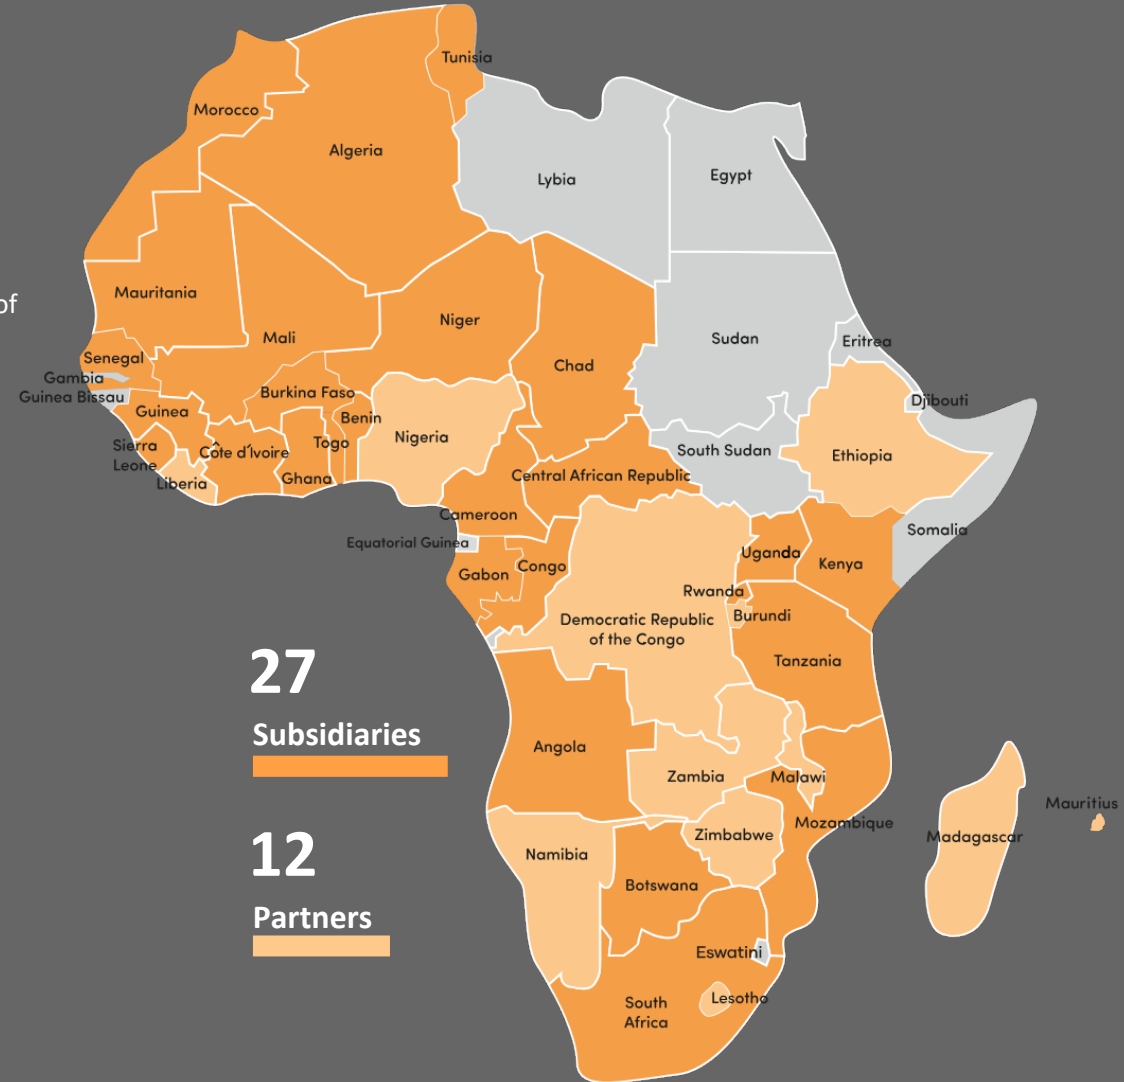 Tunisia
Morocco
Algeria
Lybia
Egypt
of
Mauritania
Mali
Niger
Chad
Sudan
Eritrea
Senegal
Gambia
Guinea Bissau
Burkina Faso
Djibouti
Guinea
Benin
Nigeria
Togo
Sierra
Leone
Côte d'Ivoire
South Sudan
Ethiopia
Liberia
Ghana
Central African Republic
Cameroon
Somalia
Equatorial Guinea
Uganda
Gabon
Congo
Kenya
Rwanda
Democratic Republic
of the Congo
Burundi
Tanzania
27
Subsidiaries
Angola
Zambia
Malawi
Mauritius
Mozambique
Zimbabwe
Madagascar
12
Partners
Namibia
Botswana
Eswatini
Lesotho
South
Africa